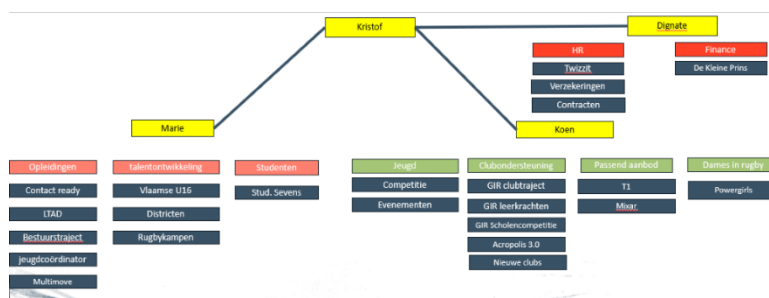 Kristof
Dignate
HR
Finance
Twizzit
De Kleine Prins
Verzekeringen
Contracten
Marie
Koen
Opleidingen
talentontwikkeling
Studenten
Jeugd
Clubondersteuning
Passend aanbod
Dames in rugby
Contact ready
Vlaamse U16
Stud. Sevens
Competitie
GIR clubtraject
T1
Powergirls
LTAD
Districten
Evenementen
GIR leerkrachten
Mixar
Bestuurstraject
Rugbykampen
GIR Scholencompetitie
jeugdcoördinator
Acropolis 3.0
Multimove
Nieuwe clubs